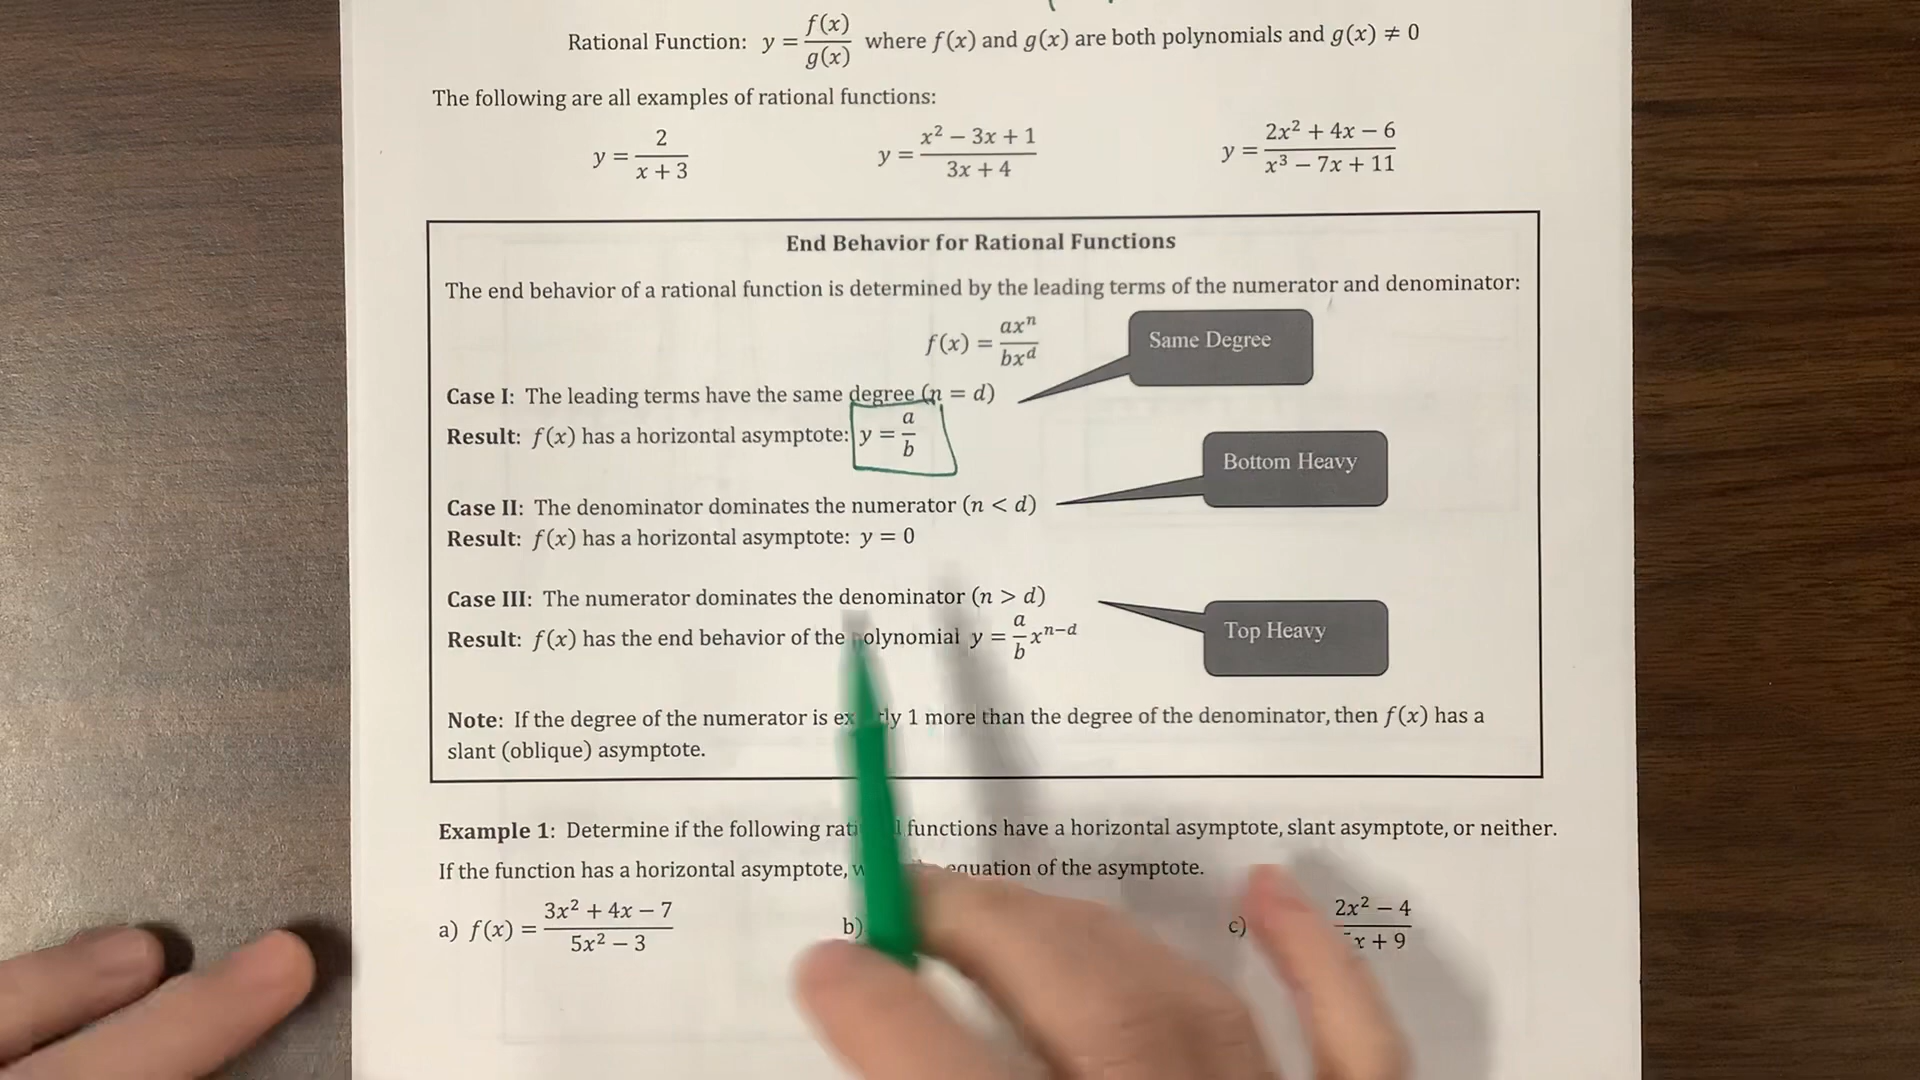 Rational Function: y = f(x)/g(x) where f(x) and g(x) are both polynomials and g(x) ≠ 0
The following are all examples of rational functions:
y = 2/(x + 3) y = (x² − 3x + 1)/(3x + 4) y = (2x² + 4x − 6)/(x³ − 7x + 11)
End Behavior for Rational Functions
The end behavior of a rational function is determined by the leading terms of the numerator and denominator:
f(x) = axⁿ/bxᵈ
Same Degree
Case I: The leading terms have the same degree (n = d)
Result: f(x) has a horizontal asymptote: y = a/b
Bottom Heavy
Case II: The denominator dominates the numerator (n < d)
Result: f(x) has a horizontal asymptote: y = 0
Case III: The numerator dominates the denominator (n > d)
Top Heavy
Result: f(x) has the end behavior of the polynomial y = a/b xⁿ⁻ᵈ
Note: If the degree of the numerator is exactly 1 more than the degree of the denominator, then f(x) has a
slant (oblique) asymptote.
Example 1: Determine if the following rational functions have a horizontal asymptote, slant asymptote, or neither.
If the function has a horizontal asymptote, equation of the asymptote.
a) f(x) = (3x² + 4x − 7)/(5x² − 3) b) c) 2x² − 4 / x + 9